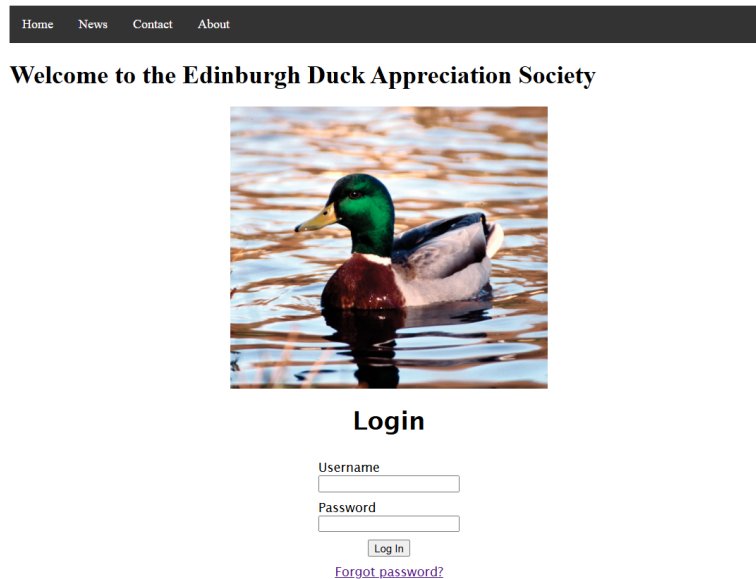 Home News Contact About
Welcome to the Edinburgh Duck Appreciation Society
Login
Username
Password
Log In
Forgot password?